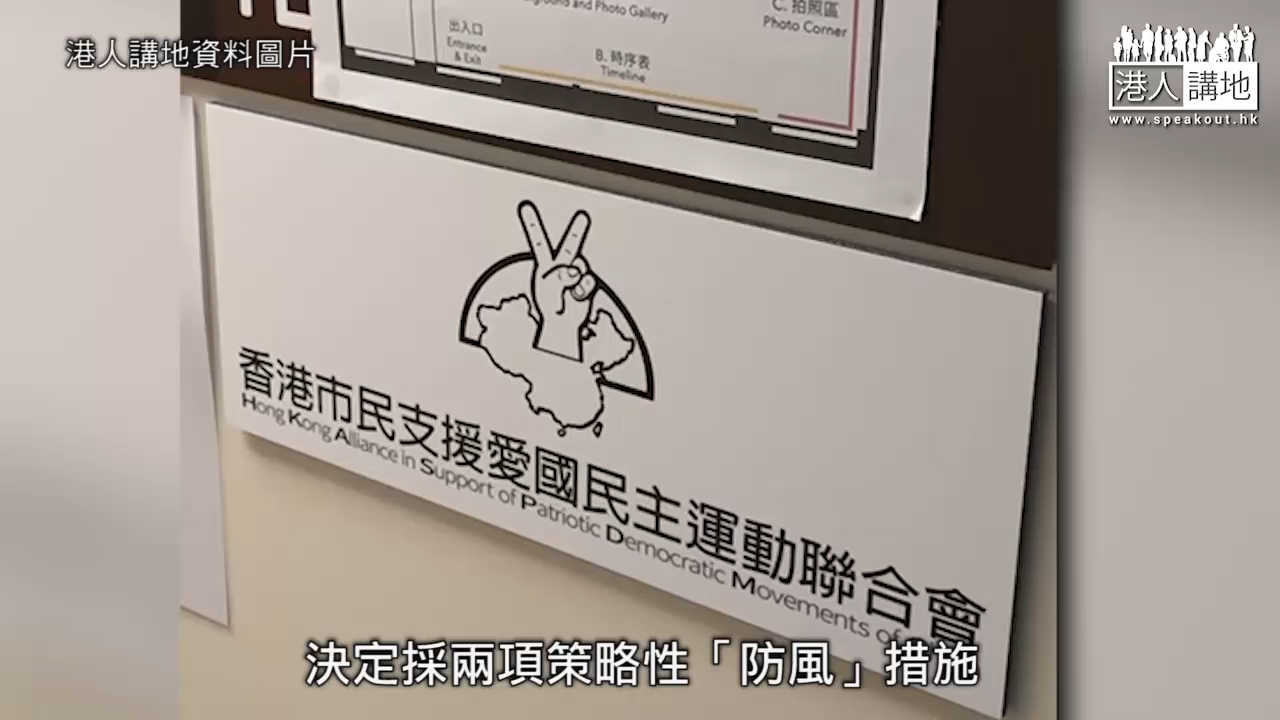 港人講地資料圖片
港人講地
www.speakout.hk
and Photo Gallery
出入口
Entrance
& Exit
B. 時序表
Timeline
C. 拍照區
Photo Corner
香港市民支援愛國民主運動聯合會
Hong Kong Alliance in Support of Patriotic Democratic Movements of
決定採兩項策略性「防風」措施